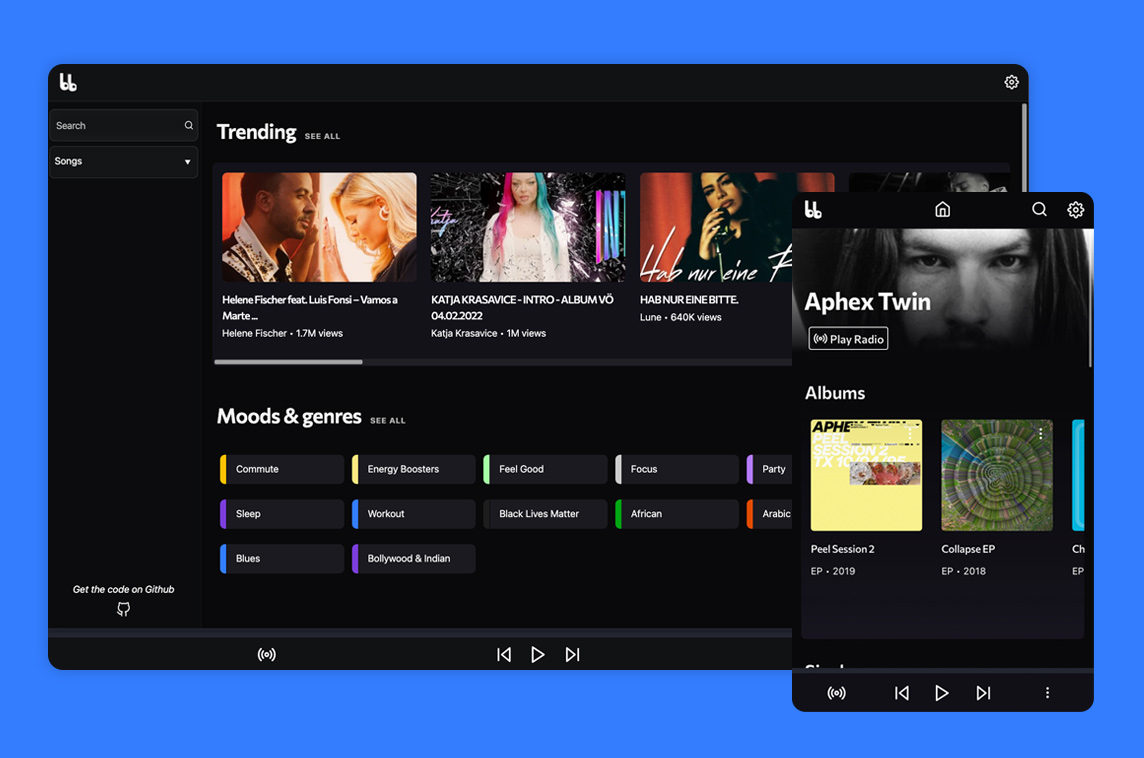 Search
Songs
Trending SEE ALL
Katja
Hab nur eine
Helene Fischer feat. Luis Fonsi – Vamos a
Marte ...
Helene Fischer • 1.7M views
KATJA KRASAVICE - INTRO - ALBUM VÖ
04.02.2022
Katja Krasavice • 1M views
HAB NUR EINE BITTE.
Lune • 640K views
Moods & genres SEE ALL
Commute
Energy Boosters
Feel Good
Focus
Party
Sleep
Workout
Black Lives Matter
African
Arabic
Blues
Bollywood & Indian
Get the code on Github
Aphex Twin
Play Radio
Albums
PEEL
SESSION 2
TX 10/04/95
Peel Session 2
EP • 2019
Collapse EP
EP • 2018
Ch
EP